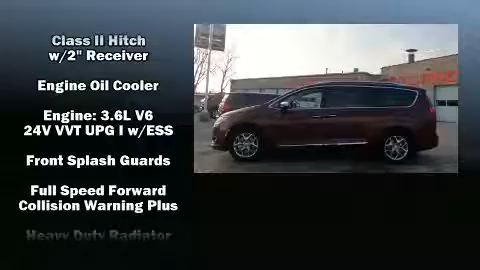 Class II Hitch
w/2" Receiver
Engine Oil Cooler
Engine: 3.6L V6
24V VVT UPG I w/ESS
Front Splash Guards
Full Speed Forward
Collision Warning Plus
Heavy Duty Radiator